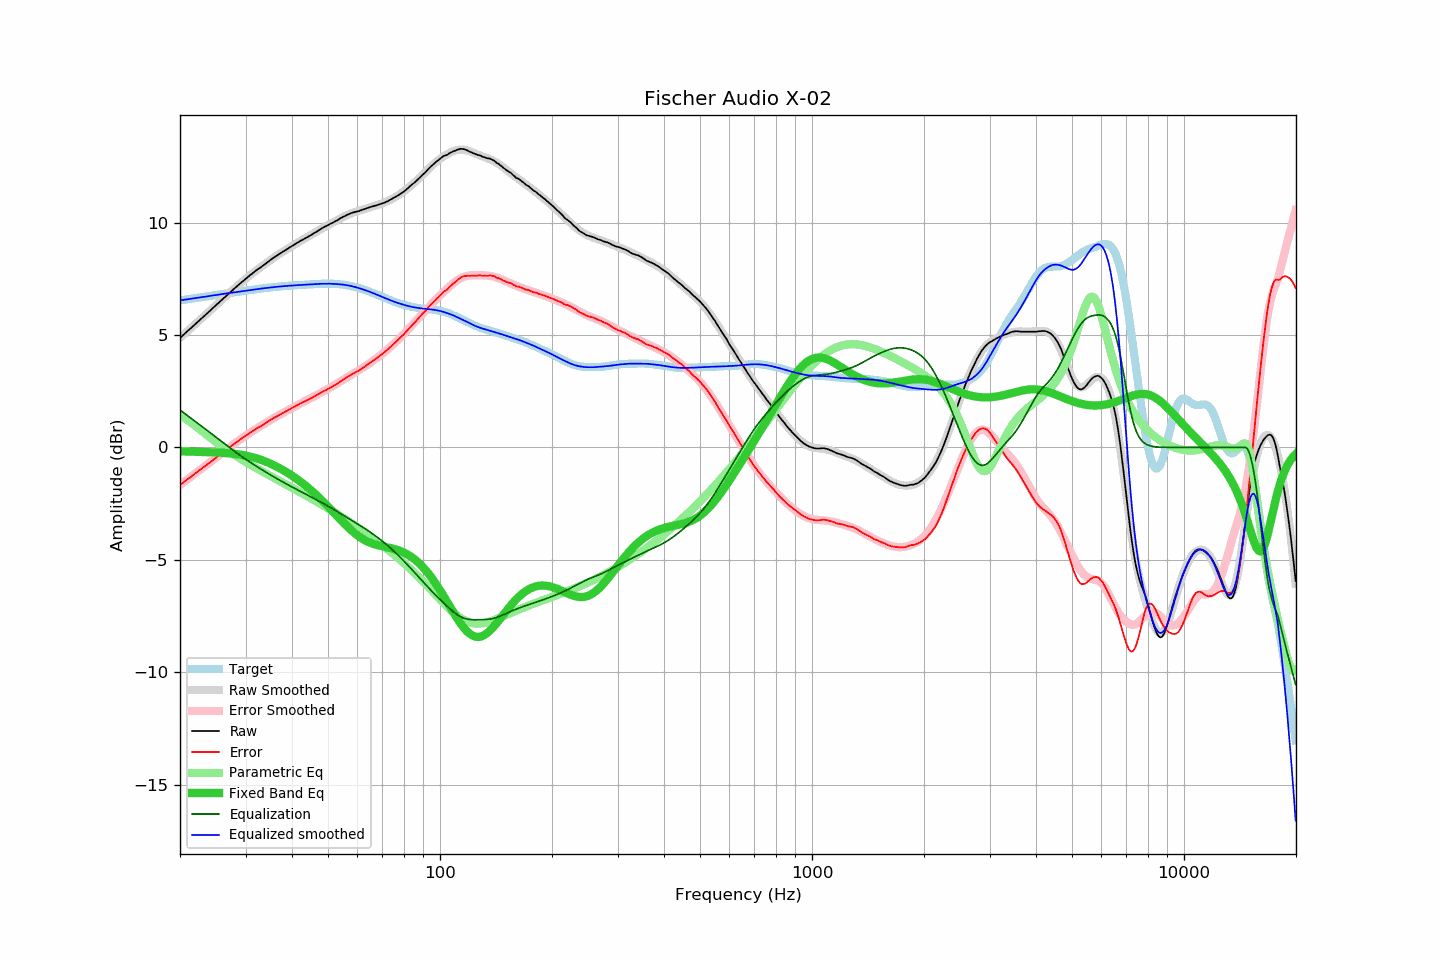 Fischer Audio X-02
Amplitude (dBr)
10
5
0
−5
−10
−15
Target
Raw Smoothed
Error Smoothed
Raw
Error
Parametric Eq
Fixed Band Eq
Equalization
Equalized smoothed
100
1000
10000
Frequency (Hz)